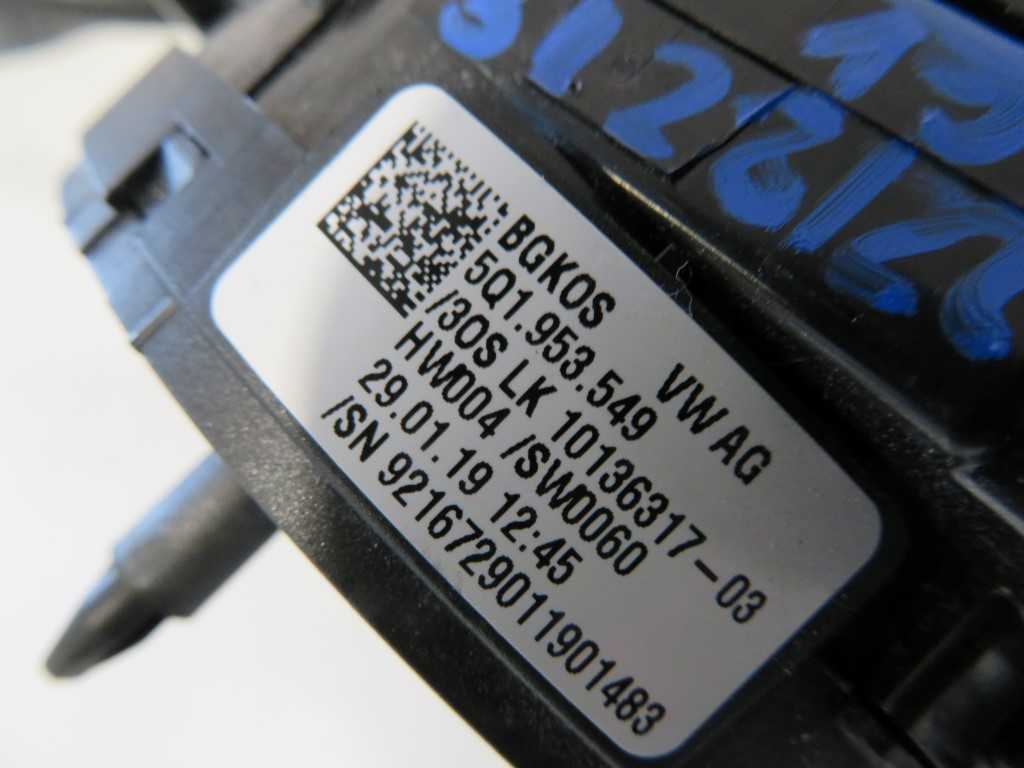 BGKOS VW AG
5Q1.953.549
/3OS LK 10136317-03
HW004 /SW0060
29.01.19 12:45
/SN 9216729011901483